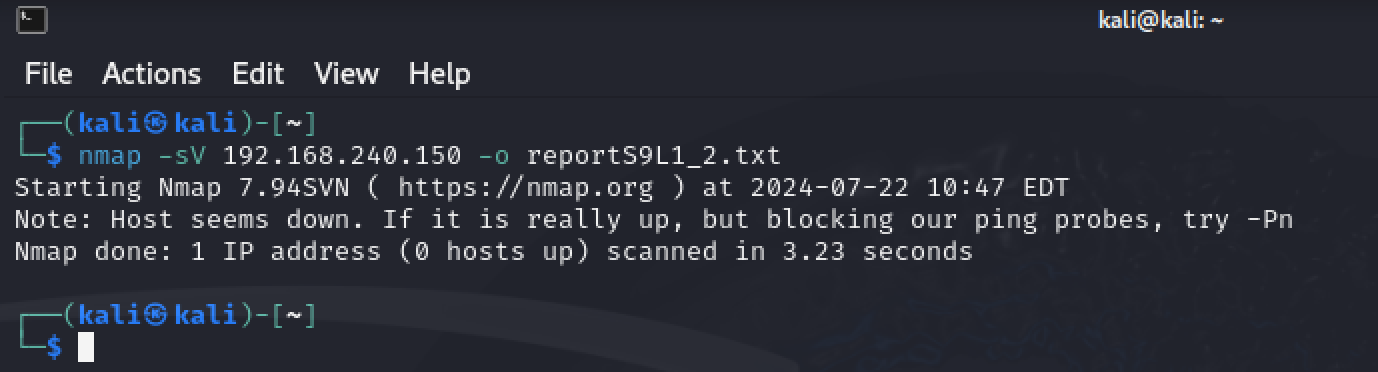 kali@kali: ~
File Actions Edit View Help
┌──(kali㉿kali)-[~]
└─$ nmap -sV 192.168.240.150 -o reportS9L1_2.txt
Starting Nmap 7.94SVN ( https://nmap.org ) at 2024-07-22 10:47 EDT
Note: Host seems down. If it is really up, but blocking our ping probes, try -Pn
Nmap done: 1 IP address (0 hosts up) scanned in 3.23 seconds
┌──(kali㉿kali)-[~]
└─$